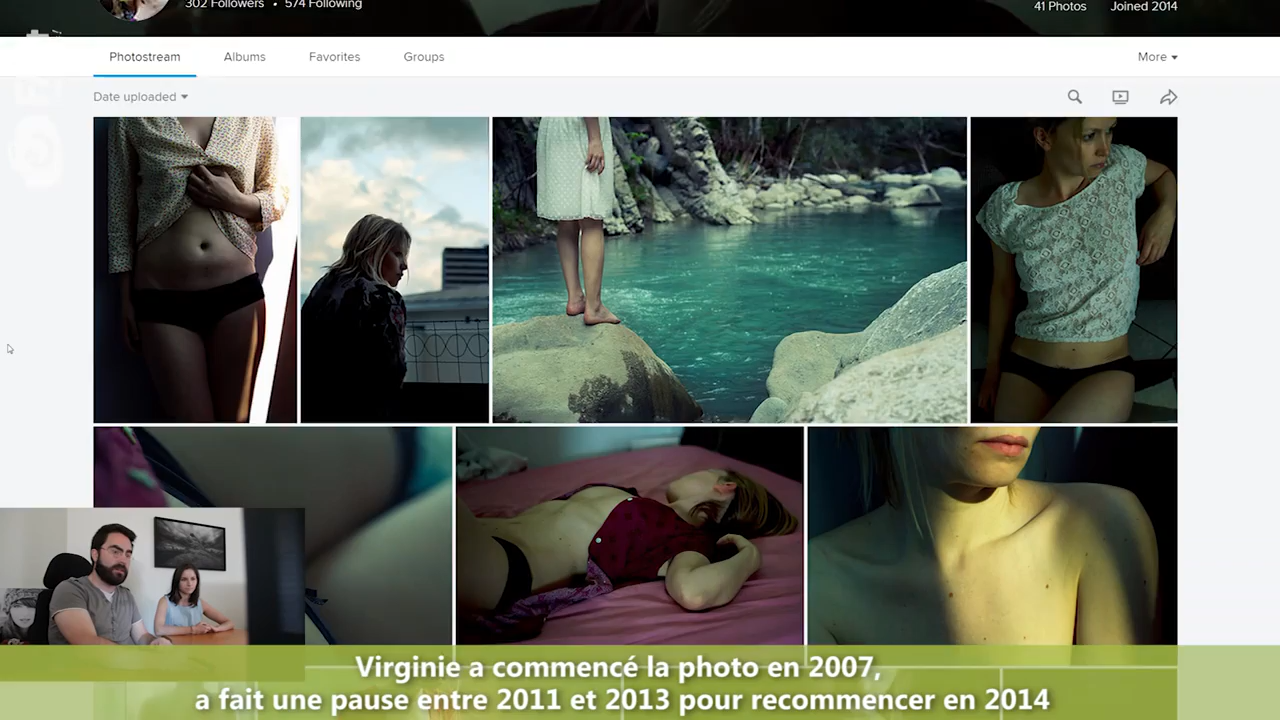 302 Followers • 574 Following
41 Photos Joined 2014
Photostream Albums Favorites Groups More
Date uploaded
Virginie a commencé la photo en 2007,
a fait une pause entre 2011 et 2013 pour recommencer en 2014